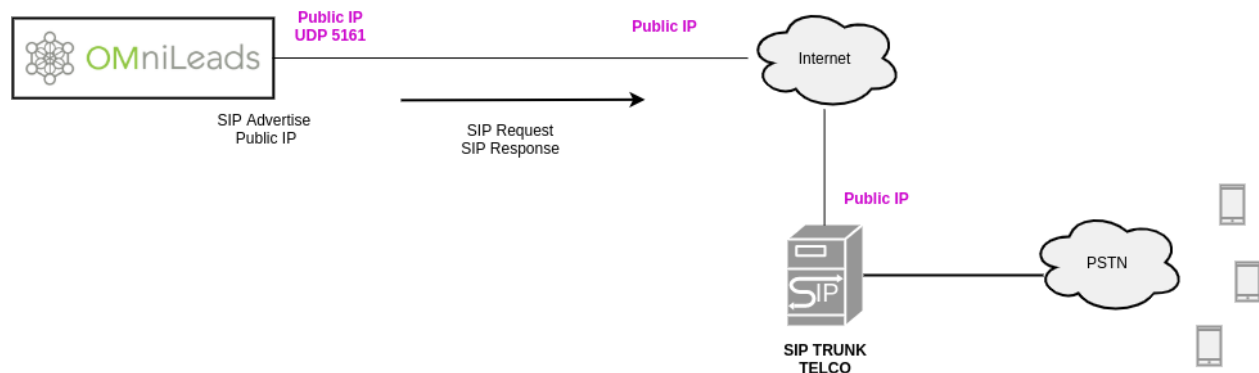 Public IP
UDP 5161
Public IP
OMniLeads
Internet
SIP Advertise
Public IP
SIP Request
SIP Response
Public IP
PSTN
SIP
SIP TRUNK
TELCO